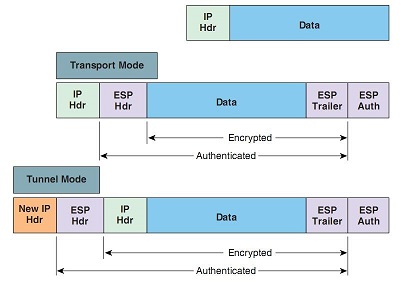 IP
Hdr
Data
Transport Mode
IP
Hdr
ESP
Hdr
Data
ESP
Trailer
ESP
Auth
Encrypted
Authenticated
Tunnel Mode
New IP
Hdr
ESP
Hdr
IP
Hdr
Data
ESP
Trailer
ESP
Auth
Encrypted
Authenticated